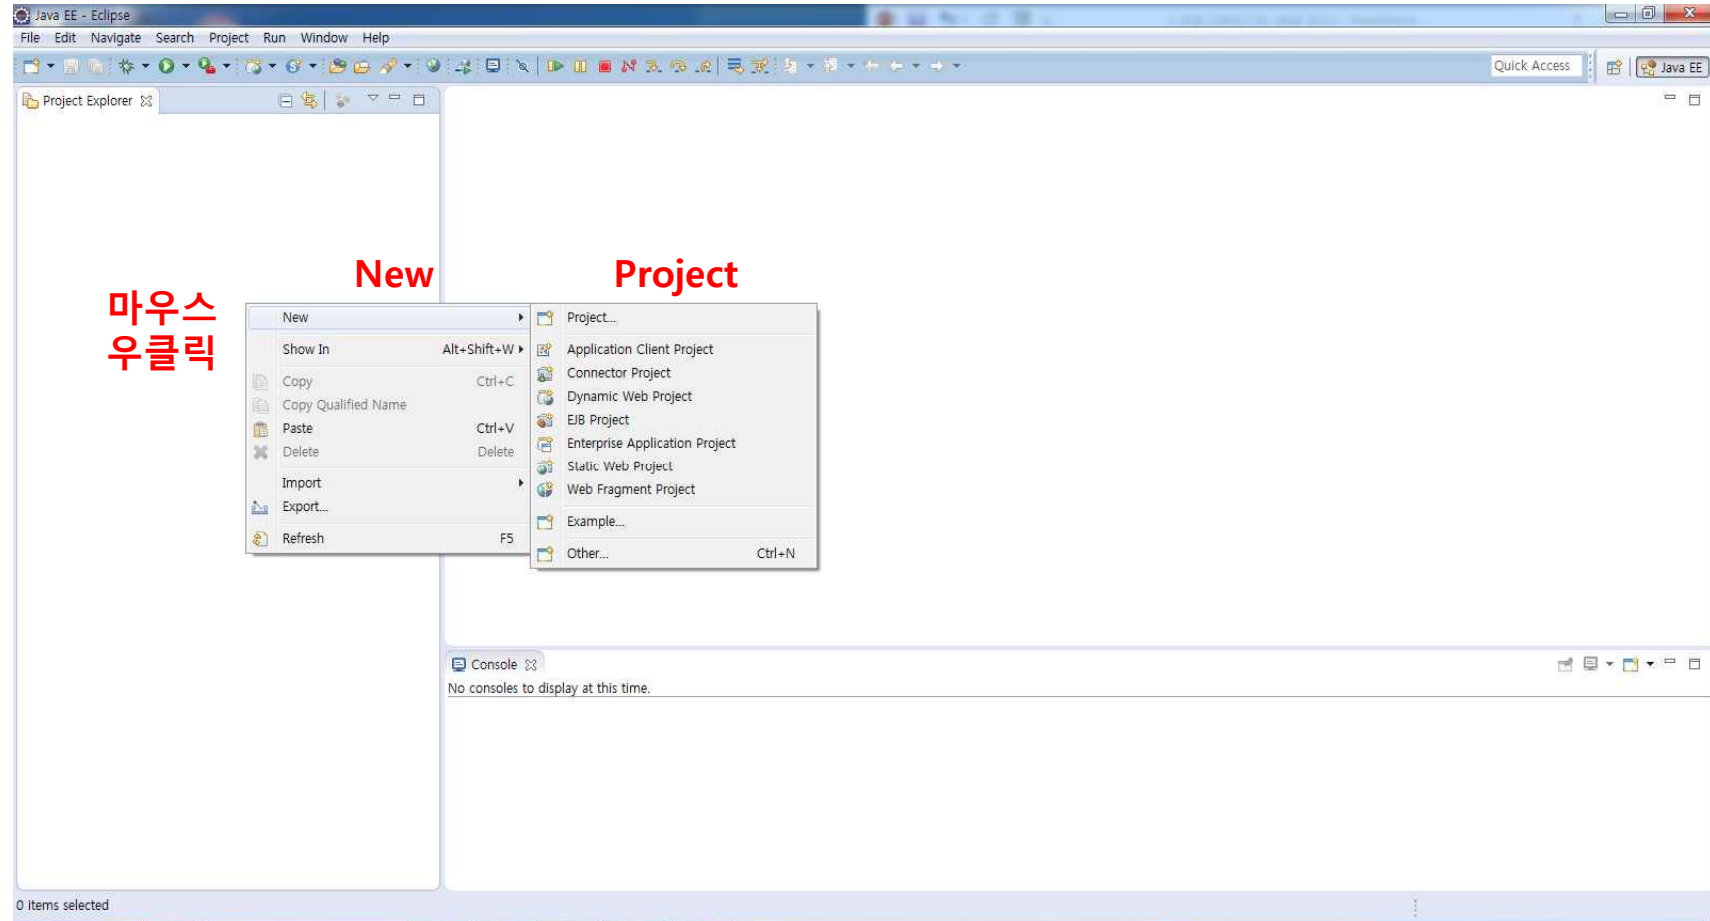 Java EE - Eclipse
File Edit Navigate Search Project Run Window Help
Quick Access
Java EE
Project Explorer
New
Project
마우스
우클릭
New
Show In Alt+Shift+W
Copy Ctrl+C
Copy Qualified Name
Paste Ctrl+V
Delete Delete
Import
Export...
Refresh F5
Project...
Application Client Project
Connector Project
Dynamic Web Project
EJB Project
Enterprise Application Project
Static Web Project
Web Fragment Project
Example...
Other... Ctrl+N
Console
No consoles to display at this time.
0 items selected